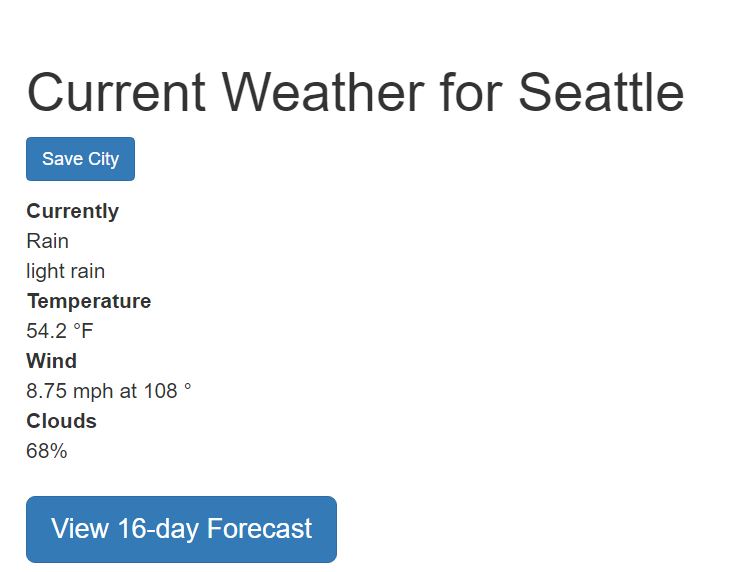 Current Weather for Seattle
Save City
Currently
Rain
light rain
Temperature
54.2 °F
Wind
8.75 mph at 108 °
Clouds
68%
View 16-day Forecast